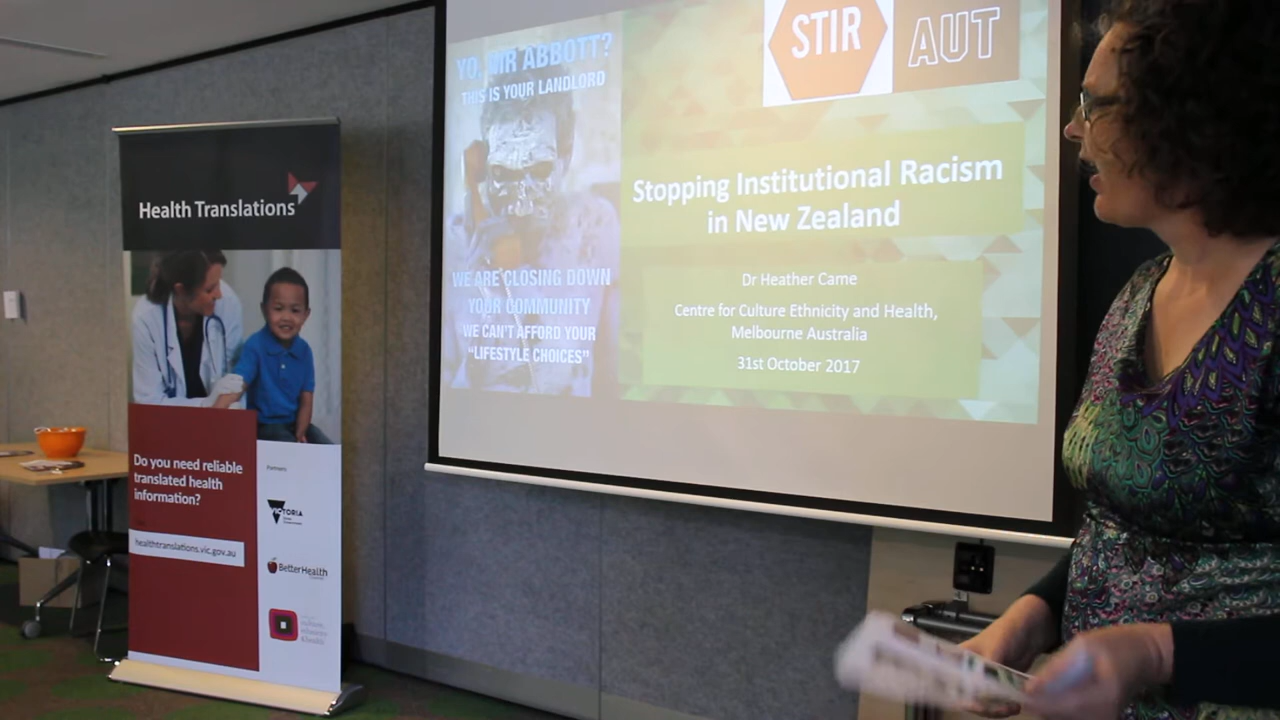 Health Translations
Do you need reliable
translated health
information?
healthtranslations.vic.gov.au
Partners
VICTORIA
BetterHealth
culture,
ethnicity
& health
YO, MR ABBOTT?
THIS IS YOUR LANDLORD
WE ARE CLOSING DOWN
YOUR COMMUNITY
WE CAN'T AFFORD YOUR
"LIFESTYLE CHOICES"
STIR
AUT
Stopping Institutional Racism
in New Zealand
Dr Heather Came
Centre for Culture Ethnicity and Health,
Melbourne Australia
31st October 2017